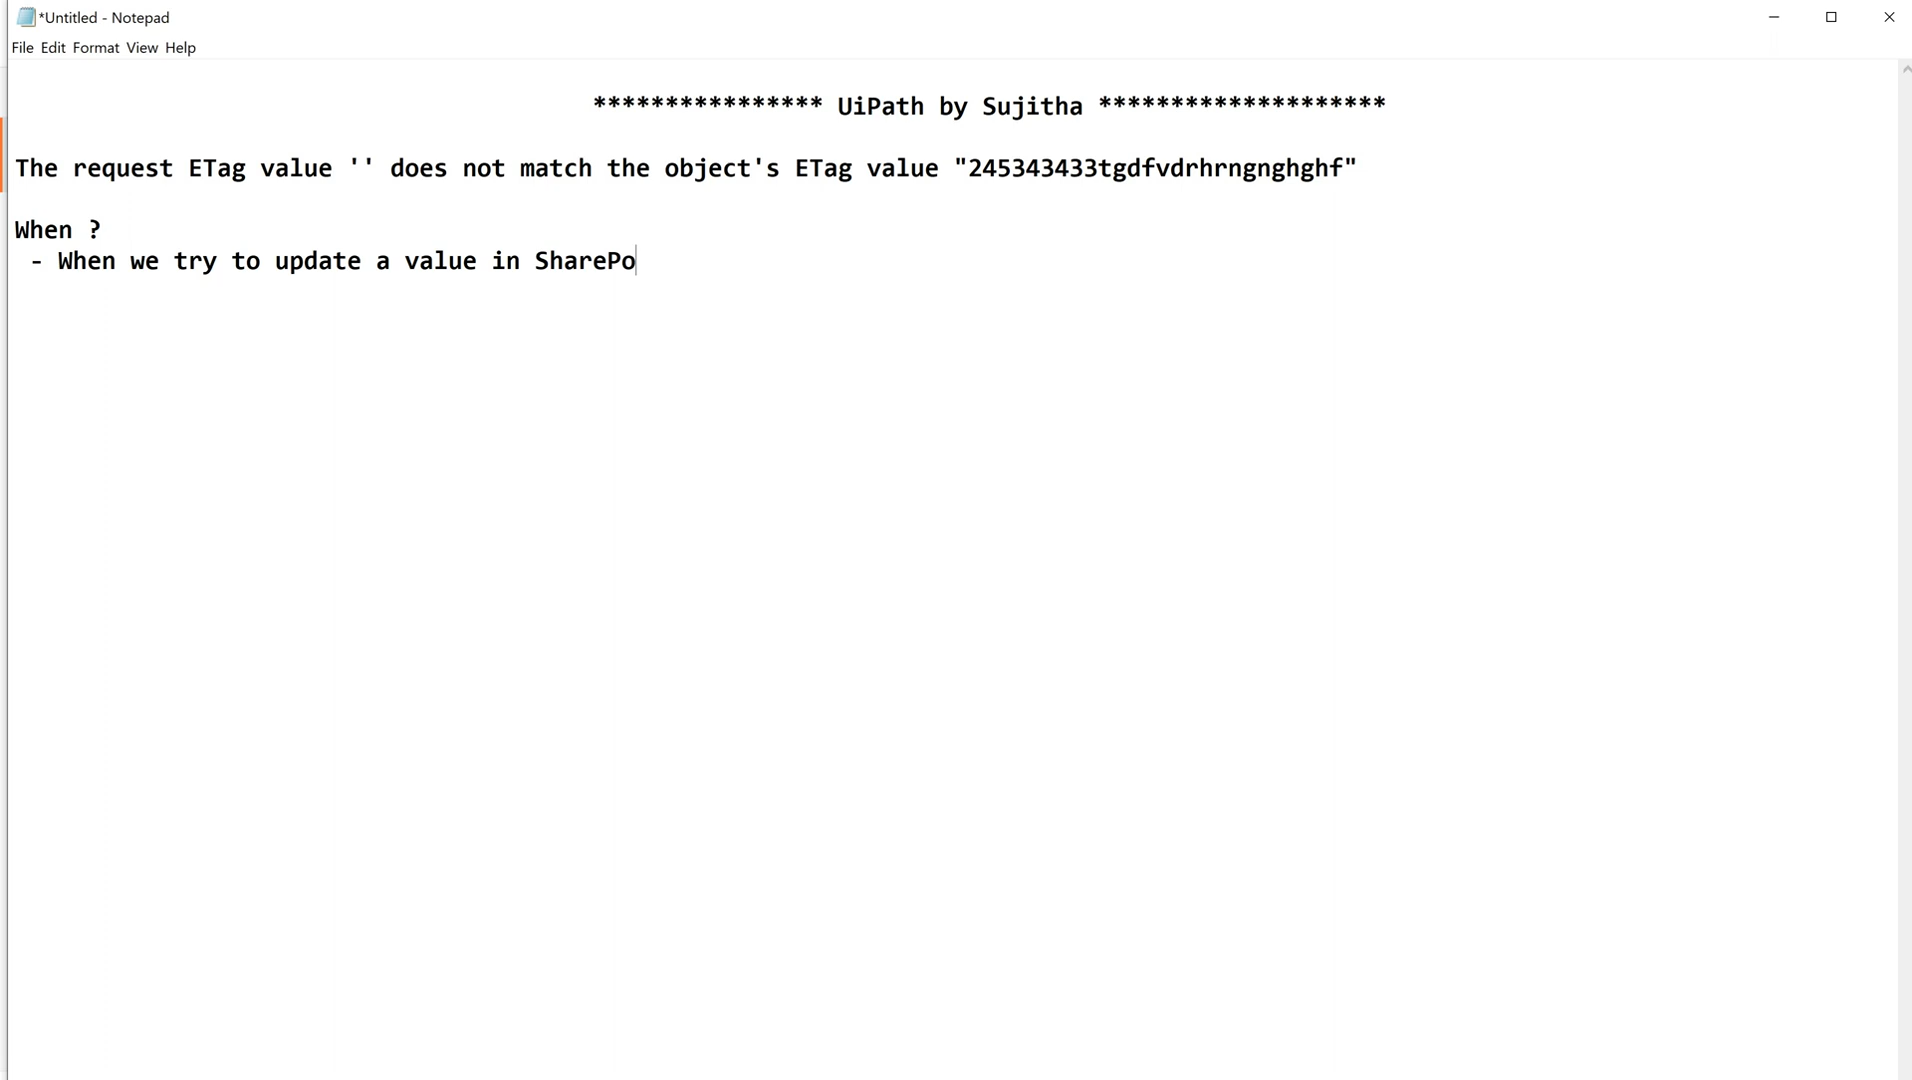 *Untitled - Notepad
File Edit Format View Help
**************** UiPath by Sujitha ********************
The request ETag value '' does not match the object's ETag value "245343433tgdfvdrhrngnghghf"
When ?
- When we try to update a value in SharePo